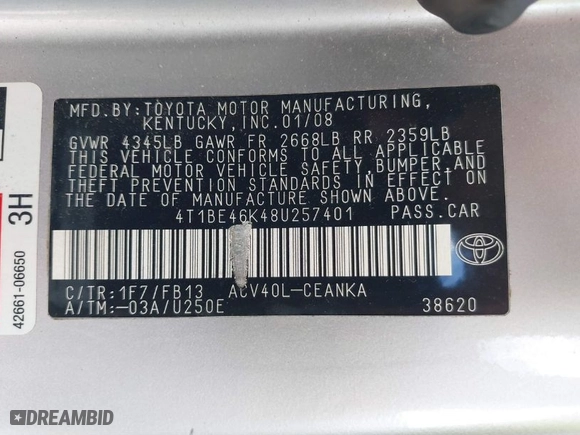 MFD.BY:TOYOTA MOTOR MANUFACTURING,
KENTUCKY,INC.01/08
GVWR 4345LB GAWR FR 2668LB RR 2359LB
THIS VEHICLE CONFORMS TO ALL APPLICABLE
FEDERAL MOTOR VEHICLE SAFETY,BUMPER,AND
THEFT PREVENTION STANDARDS IN EFFECT ON
THE DATE OF MANUFACTURE SHOWN ABOVE.
4T1BE46K48U257401 PASS.CAR
C/TR:1F7/FB13 ACV40L-CEANKA
A/TM:-03A/U250E 38620
3H
42661-06650
DREAMBID